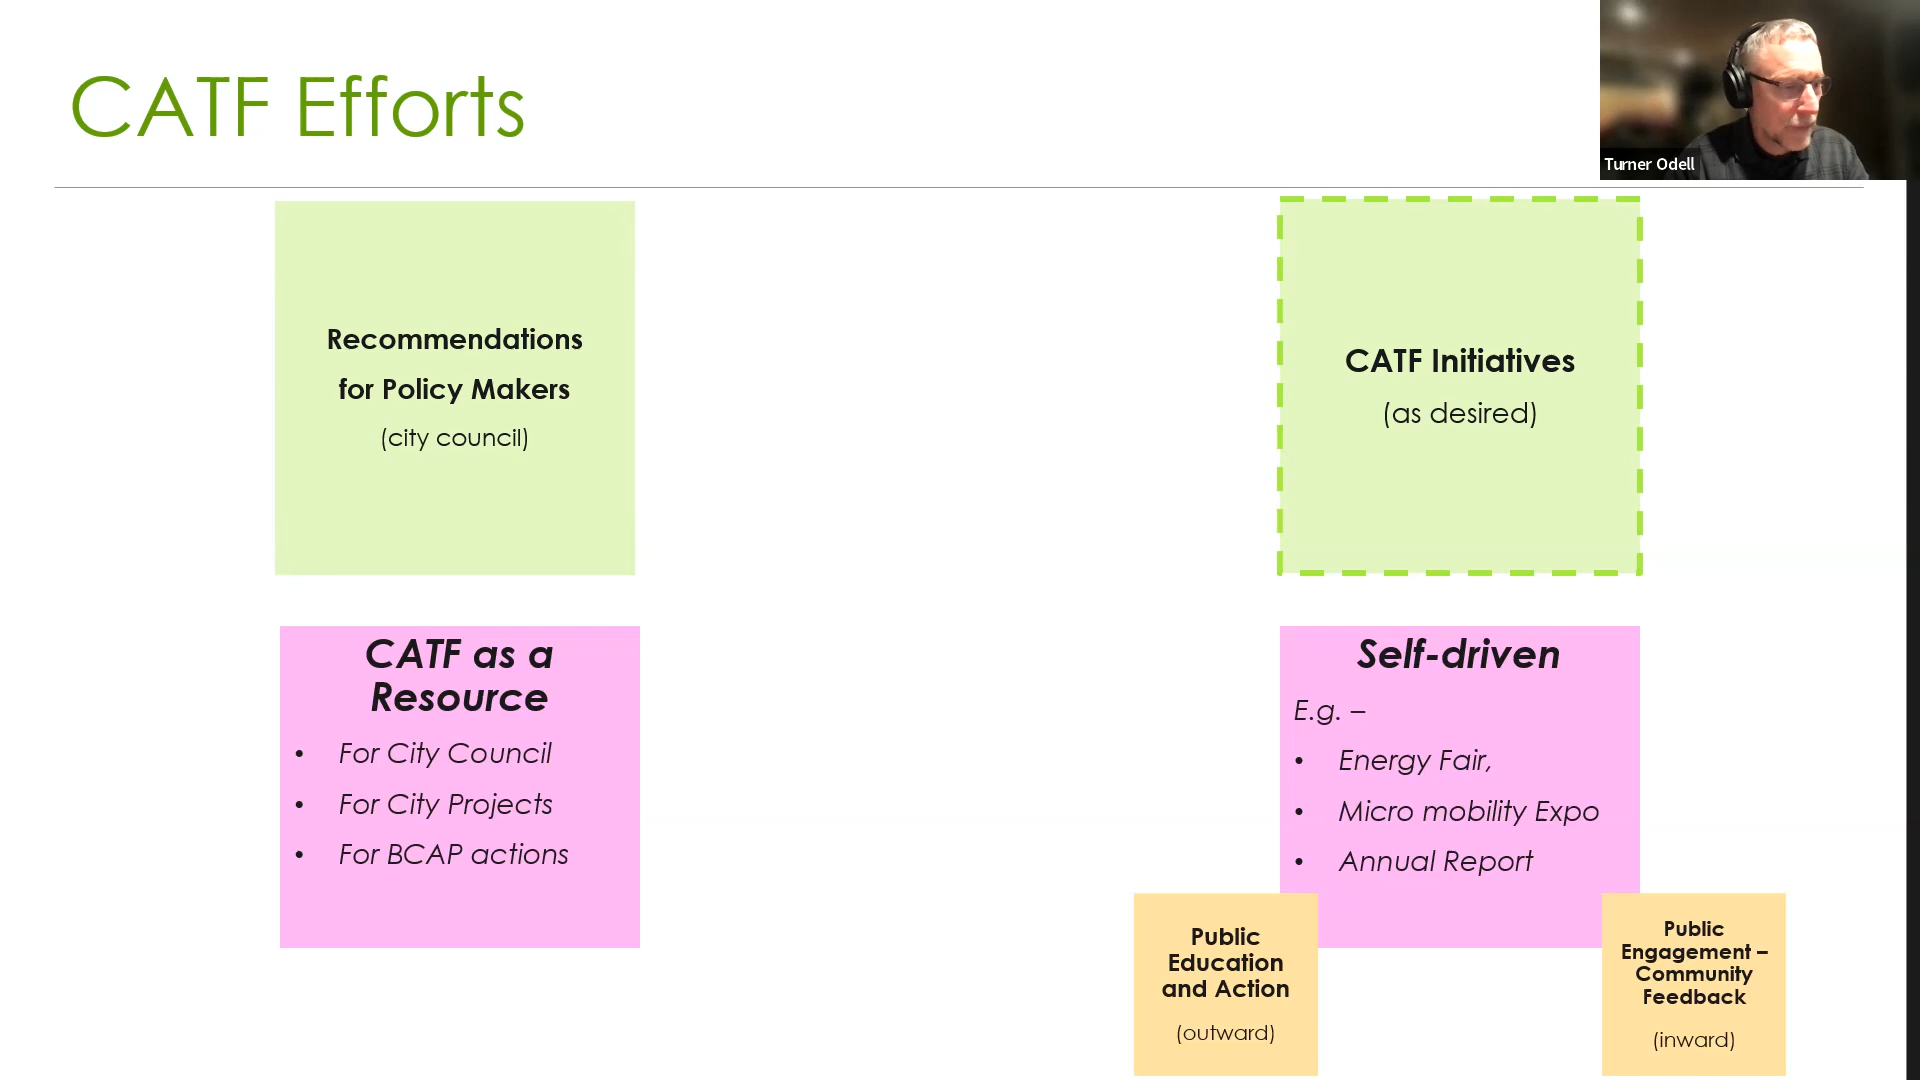 CATF Efforts
Turner Odell
Recommendations
for Policy Makers
(city council)
CATF Initiatives
(as desired)
CATF as a
Resource
• For City Council
• For City Projects
• For BCAP actions
Self-driven
E.g. –
• Energy Fair,
• Micro mobility Expo
• Annual Report
Public
Education
and Action
(outward)
Public
Engagement –
Community
Feedback
(inward)